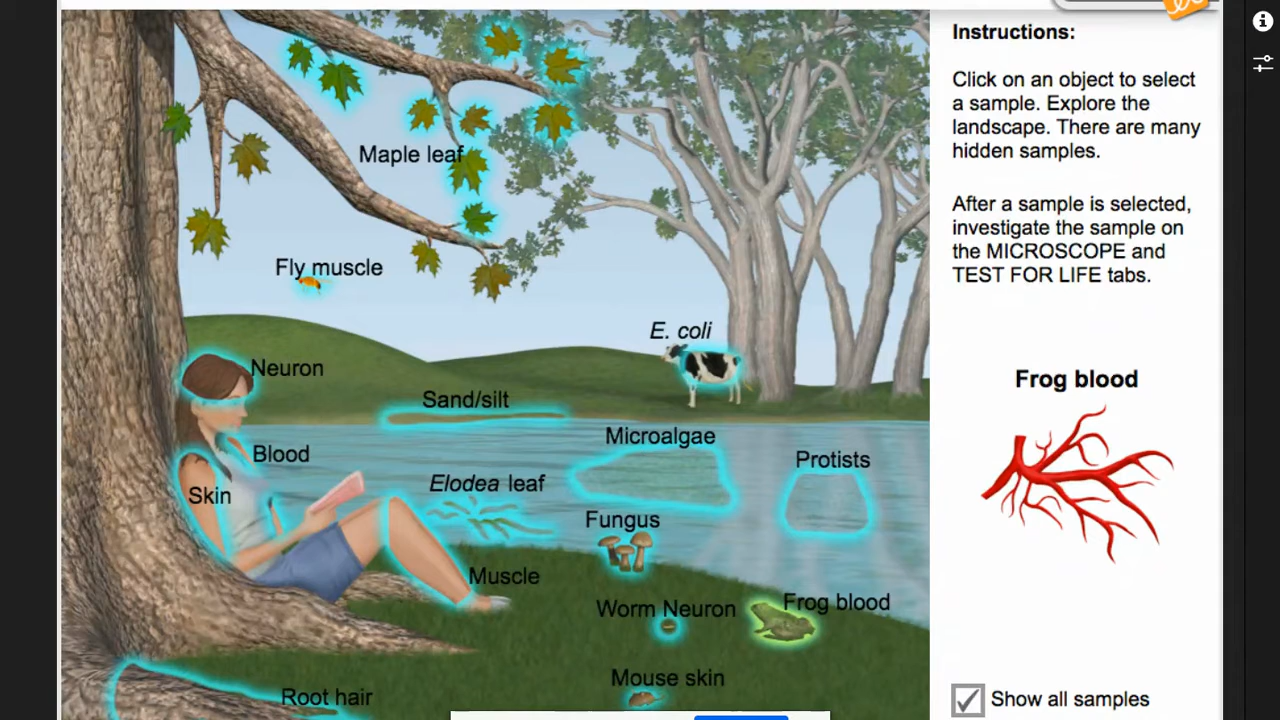 Instructions:
Click on an object to select
a sample. Explore the
landscape. There are many
hidden samples.
After a sample is selected,
investigate the sample on
the MICROSCOPE and
TEST FOR LIFE tabs.
Frog blood
Show all samples
Maple leaf
Fly muscle
E. coli
Neuron
Sand/silt
Microalgae
Blood
Protists
Elodea leaf
Skin
Fungus
Muscle
Worm Neuron
Frog blood
Mouse skin
Root hair